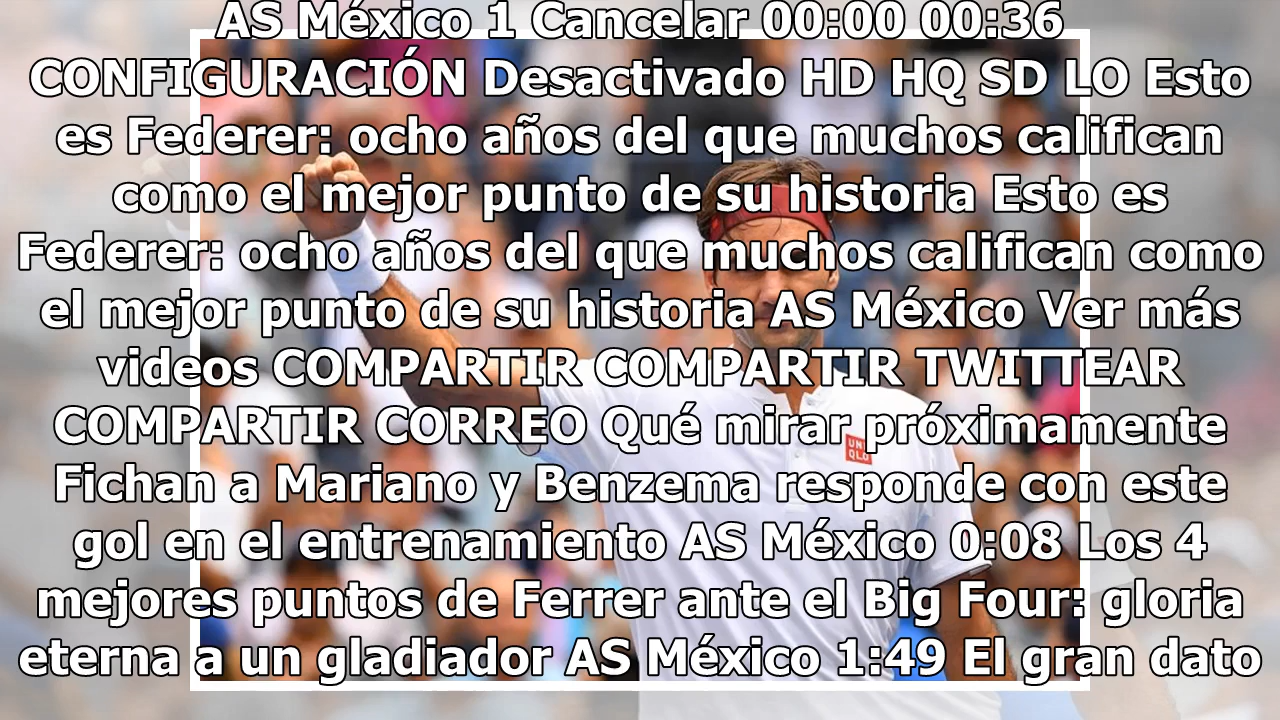 AS México 1 Cancelar 00:00 00:36
CONFIGURACIÓN Desactivado HD HQ SD LO Esto
es Federer: ocho años del que muchos califican
como el mejor punto de su historia Esto es
Federer: ocho años del que muchos califican como
el mejor punto de su historia AS México Ver más
videos COMPARTIR COMPARTIR TWITTEAR
COMPARTIR CORREO Qué mirar próximamente
UNI
QLO
Fichan a Mariano y Benzema responde con este
gol en el entrenamiento AS México 0:08 Los 4
mejores puntos de Ferrer ante el Big Four: gloria
eterna a un gladiador AS México 1:49 El gran dato